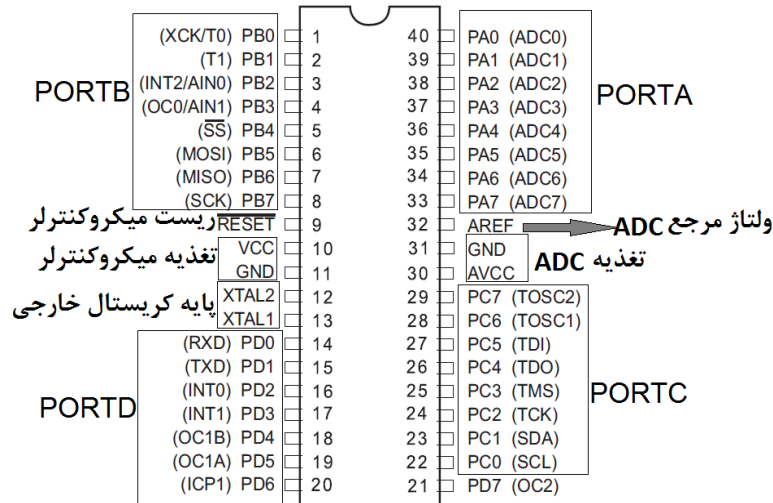 (XCK/T0) PB0 1 40 PA0 (ADC0)
(T1) PB1 2 39 PA1 (ADC1)
(INT2/AIN0) PB2 3 38 PA2 (ADC2)
PORTB
(OC0/AIN1) PB3 4 37 PA3 (ADC3)
PORTA
(SS) PB4 5 36 PA4 (ADC4)
(MOSI) PB5 6 35 PA5 (ADC5)
(MISO) PB6 7 34 PA6 (ADC6)
(SCK) PB7 8 33 PA7 (ADC7)
ریست میکروکنترلر RESET 9 32 AREF ولتاژ مرجع ADC
تغذیه میکروکنترلر
VCC 10 31 GND
تغذیه ADC
GND 11 30 AVCC
پایه کریستال خارجی
XTAL2 12 29 PC7 (TOSC2)
XTAL1 13 28 PC6 (TOSC1)
(RXD) PD0 14 27 PC5 (TDI)
(TXD) PD1 15 26 PC4 (TDO)
(INT0) PD2 16 25 PC3 (TMS)
PORTD
PORTC
(INT1) PD3 17 24 PC2 (TCK)
(OC1B) PD4 18 23 PC1 (SDA)
(OC1A) PD5 19 22 PC0 (SCL)
(ICP1) PD6 20 21 PD7 (OC2)